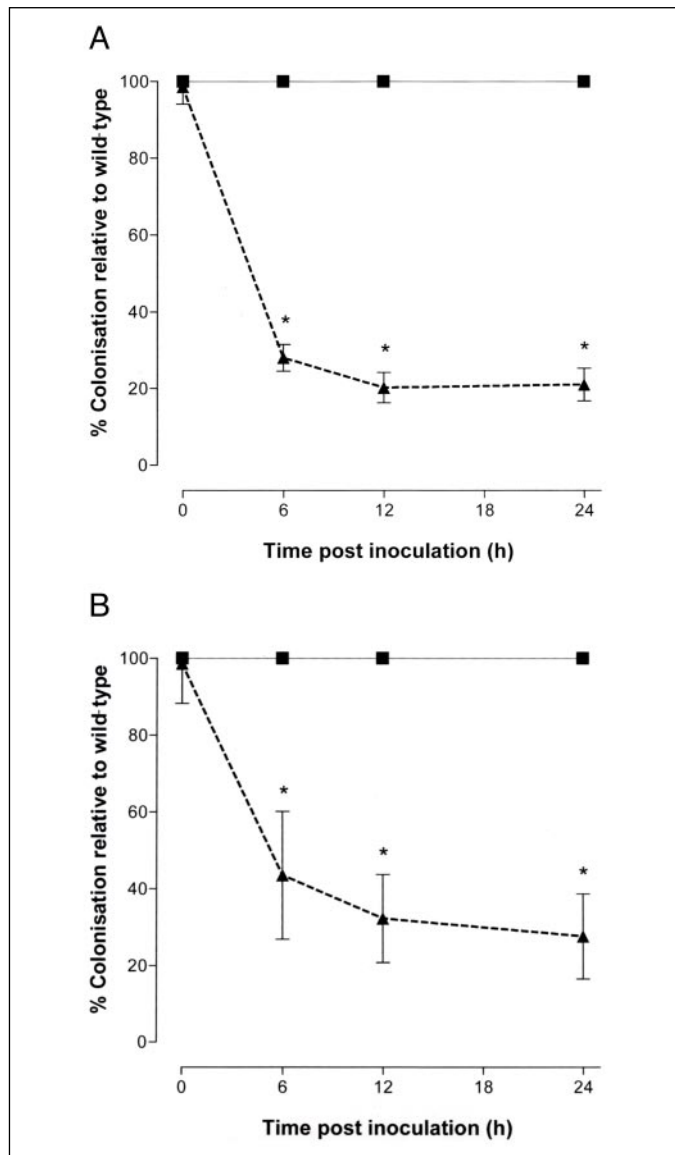 A
% Colonisation relative to wild-type
100
80
60
40
20
0
*
*
*
0 6 12 18 24
Time post inoculation (h)
B
% Colonisation relative to wild-type
100
80
60
40
20
0
*
*
*
0 6 12 18 24
Time post inoculation (h)